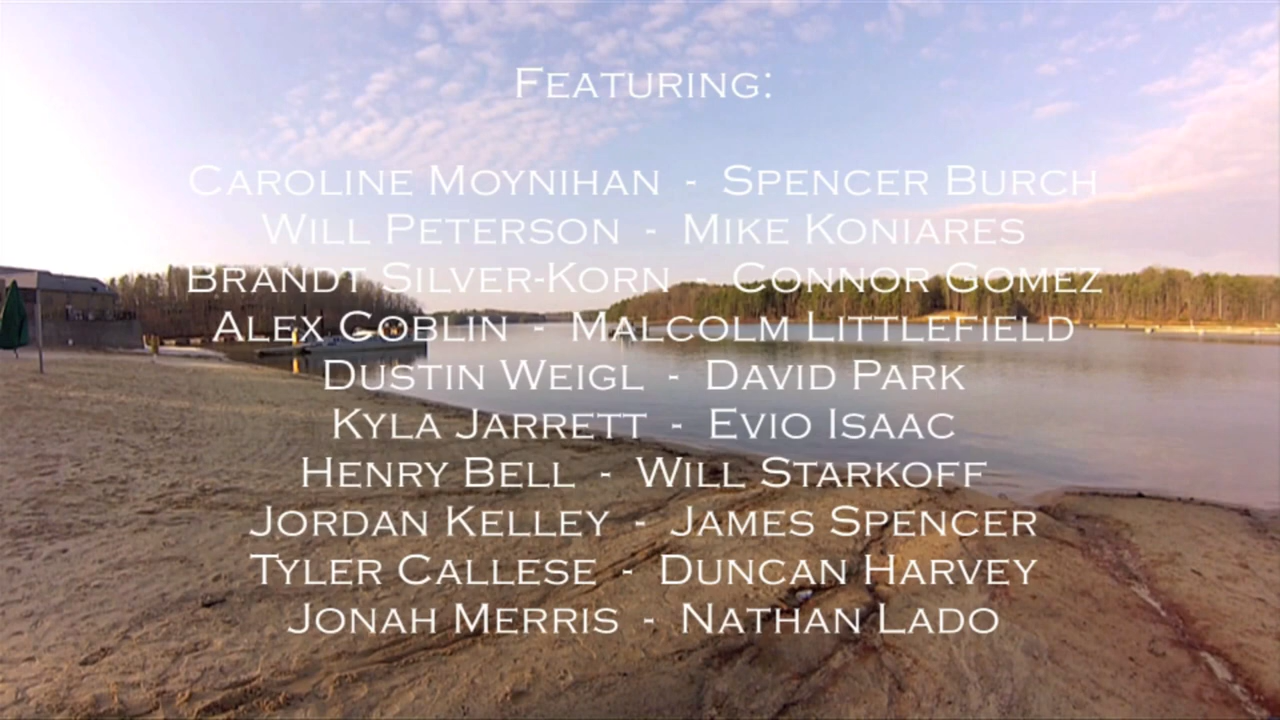 Featuring:
Caroline Moynihan - Spencer Burch
Will Peterson - Mike Koniares
Brandt Silver-Korn - Connor Gomez
Alex Goblin - Malcolm Littlefield
Dustin Weigl - David Park
Kyla Jarrett - Evio Isaac
Henry Bell - Will Starkoff
Jordan Kelley - James Spencer
Tyler Callese - Duncan Harvey
Jonah Merris - Nathan Lado